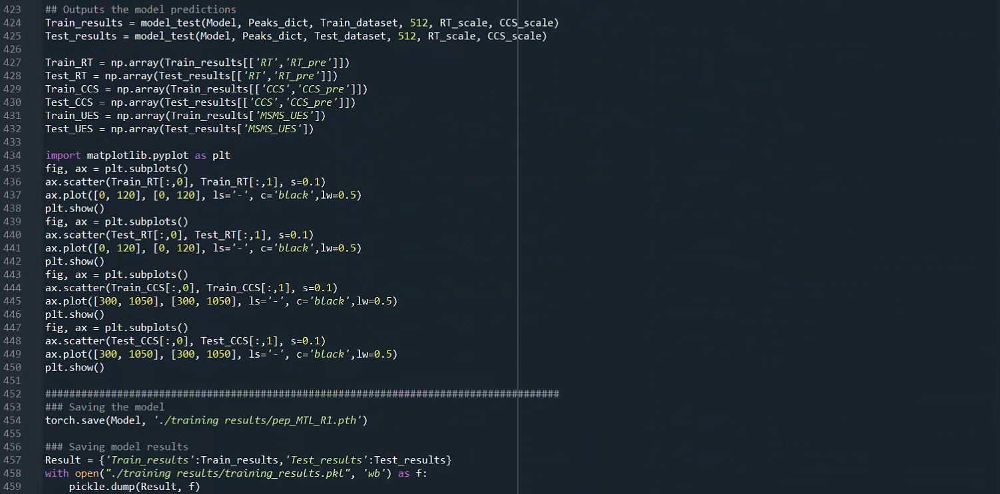 423 ## Outputs the model predictions
424 Train_results = model_test(Model, Peaks_dict, Train_dataset, 512, RT_scale, CCS_scale)
425 Test_results = model_test(Model, Peaks_dict, Test_dataset, 512, RT_scale, CCS_scale)
426
427 Train_RT = np.array(Train_results[['RT','RT_pre']])
428 Test_RT = np.array(Test_results[['RT','RT_pre']])
429 Train_CCS = np.array(Train_results[['CCS','CCS_pre']])
430 Test_CCS = np.array(Test_results[['CCS','CCS_pre']])
431 Train_UES = np.array(Train_results['MSMS_UES'])
432 Test_UES = np.array(Test_results['MSMS_UES'])
433
434 import matplotlib.pyplot as plt
435 fig, ax = plt.subplots()
436 ax.scatter(Train_RT[:,0], Train_RT[:,1], s=0.1)
437 ax.plot([0, 120], [0, 120], ls='-', c='black',lw=0.5)
438 plt.show()
439 fig, ax = plt.subplots()
440 ax.scatter(Test_RT[:,0], Test_RT[:,1], s=0.1)
441 ax.plot([0, 120], [0, 120], ls='-', c='black',lw=0.5)
442 plt.show()
443 fig, ax = plt.subplots()
444 ax.scatter(Train_CCS[:,0], Train_CCS[:,1], s=0.1)
445 ax.plot([300, 1050], [300, 1050], ls='-', c='black',lw=0.5)
446 plt.show()
447 fig, ax = plt.subplots()
448 ax.scatter(Test_CCS[:,0], Test_CCS[:,1], s=0.1)
449 ax.plot([300, 1050], [300, 1050], ls='-', c='black',lw=0.5)
450 plt.show()
451
452 ######################################################################################
453 ### Saving the model
454 torch.save(Model, './training results/pep_MTL_R1.pth')
455
456 ### Saving model results
457 Result = {'Train_results':Train_results,'Test_results':Test_results}
458 with open("./training results/training_results.pkl", 'wb') as f:
459     pickle.dump(Result, f)